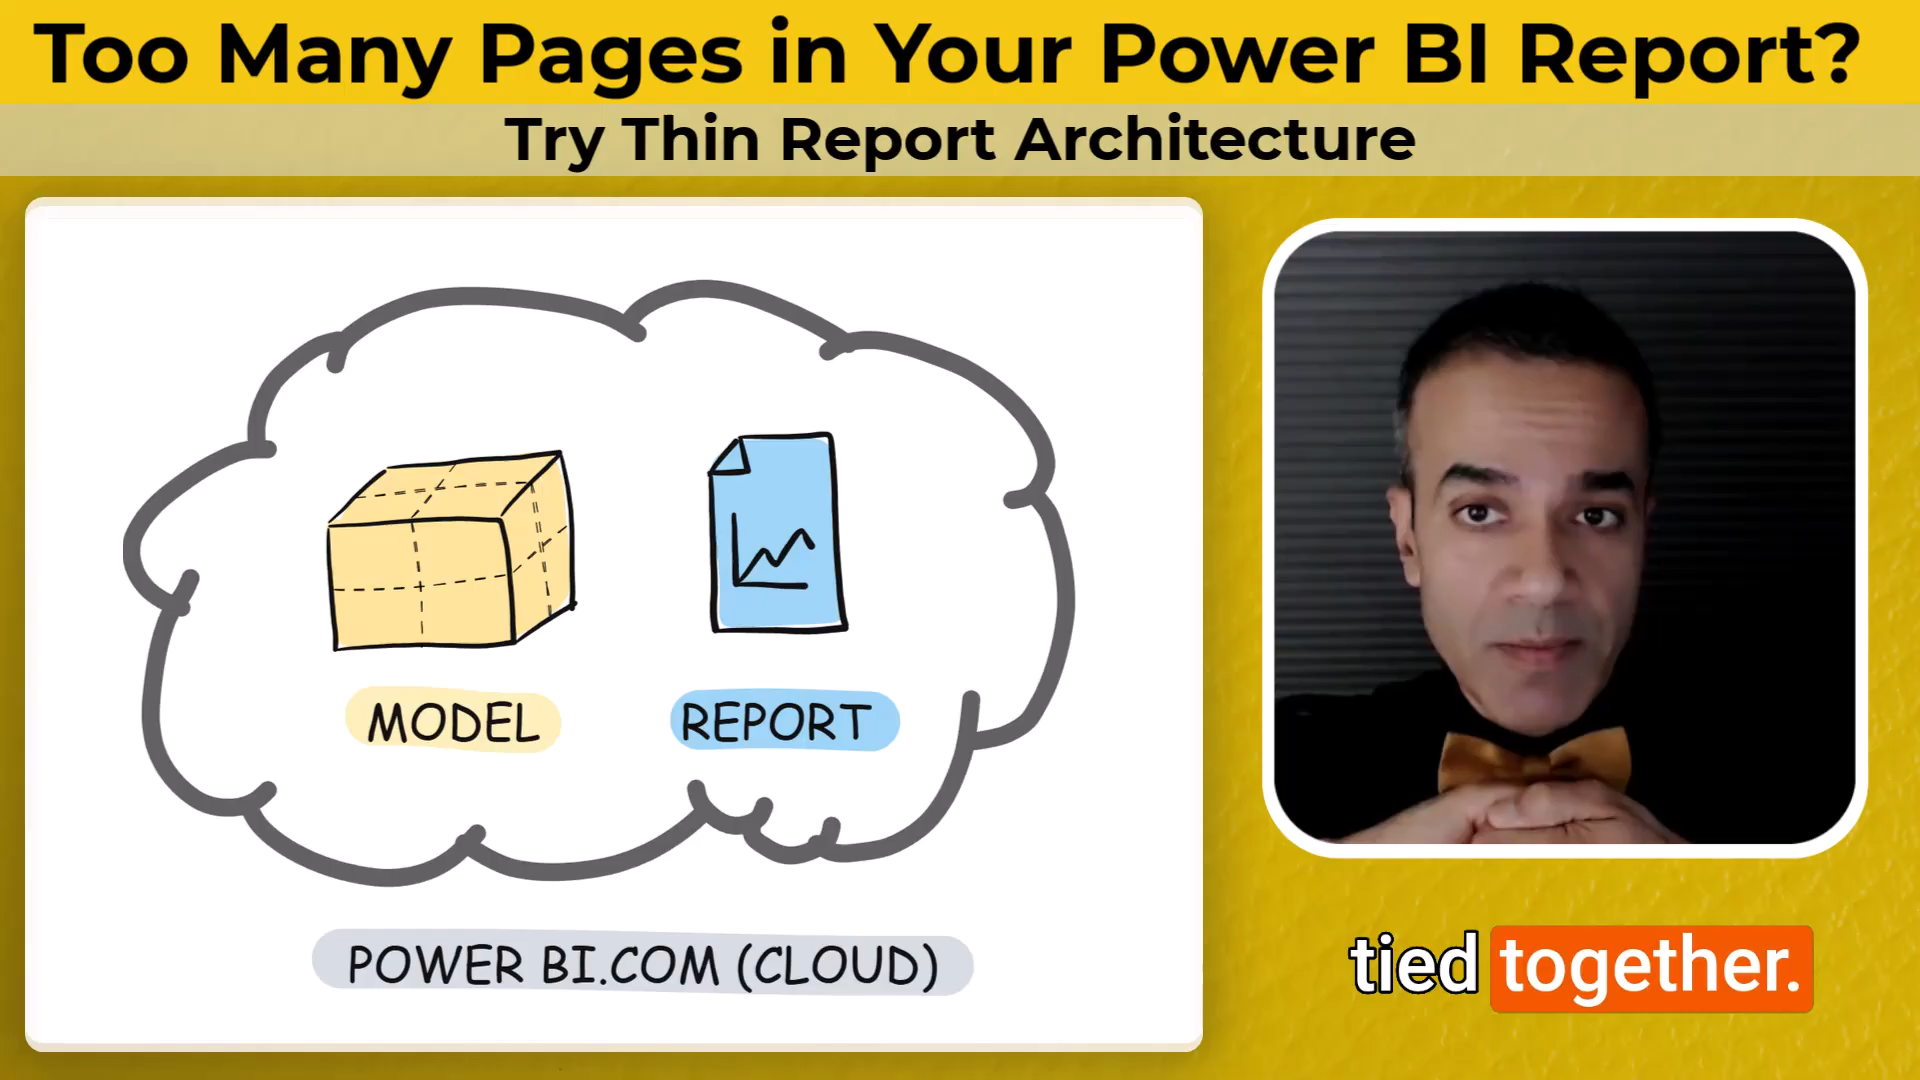 Too Many Pages in Your Power BI Report?
Try Thin Report Architecture
MODEL
REPORT
POWER BI.COM (CLOUD)
tied together.